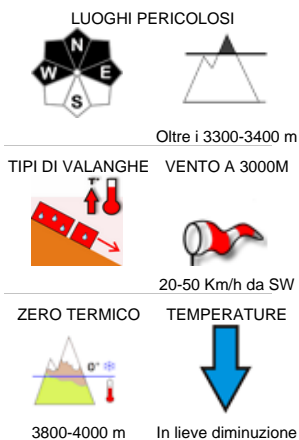 LUOGHI PERICOLOSI
N
W E
S
Oltre i 3300-3400 m
TIPI DI VALANGHE VENTO A 3000M
T°
20-50 Km/h da SW
ZERO TERMICO TEMPERATURE
0°
3800-4000 m In lieve diminuzione